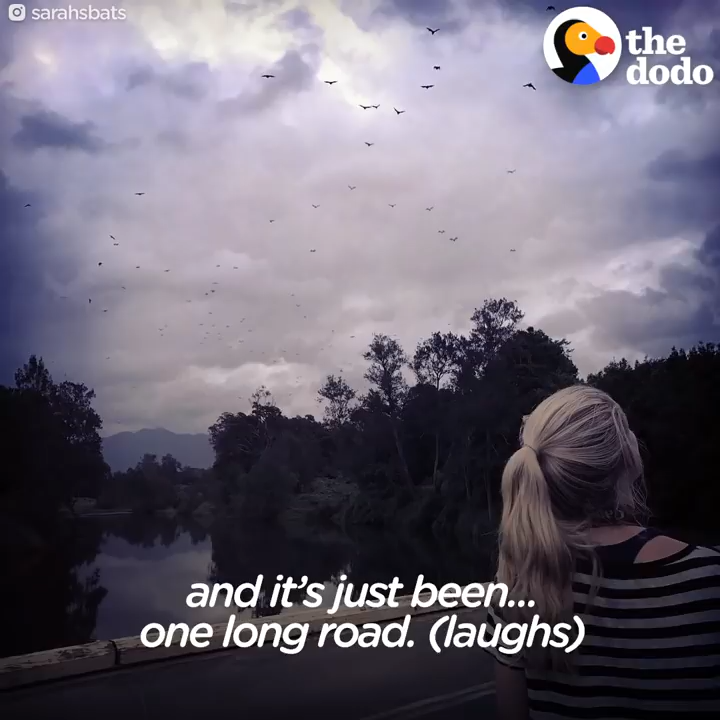 sarahsbats
the
dodo
and it's just been...
one long road. (laughs)